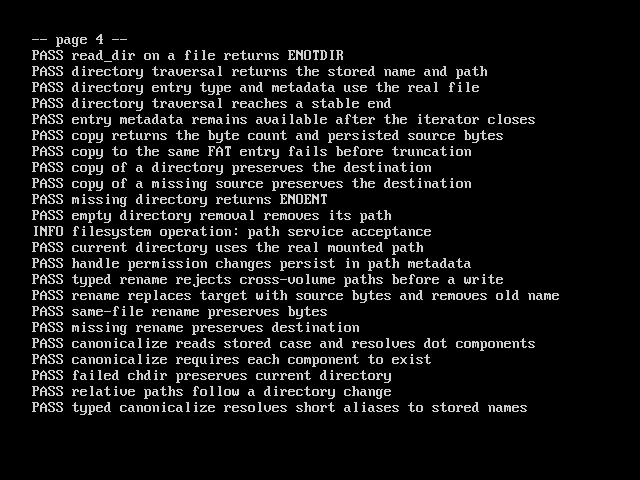 -- page 4 --
PASS read_dir on a file returns ENOTDIR
PASS directory traversal returns the stored name and path
PASS directory entry type and metadata use the real file
PASS directory traversal reaches a stable end
PASS entry metadata remains available after the iterator closes
PASS copy returns the byte count and persisted source bytes
PASS copy to the same FAT entry fails before truncation
PASS copy of a directory preserves the destination
PASS copy of a missing source preserves the destination
PASS missing directory returns ENOENT
PASS empty directory removal removes its path
INFO filesystem operation: path service acceptance
PASS current directory uses the real mounted path
PASS handle permission changes persist in path metadata
PASS typed rename rejects cross-volume paths before a write
PASS rename replaces target with source bytes and removes old name
PASS same-file rename preserves bytes
PASS missing rename preserves destination
PASS canonicalize reads stored case and resolves dot components
PASS canonicalize requires each component to exist
PASS failed chdir preserves current directory
PASS relative paths follow a directory change
PASS typed canonicalize resolves short aliases to stored names